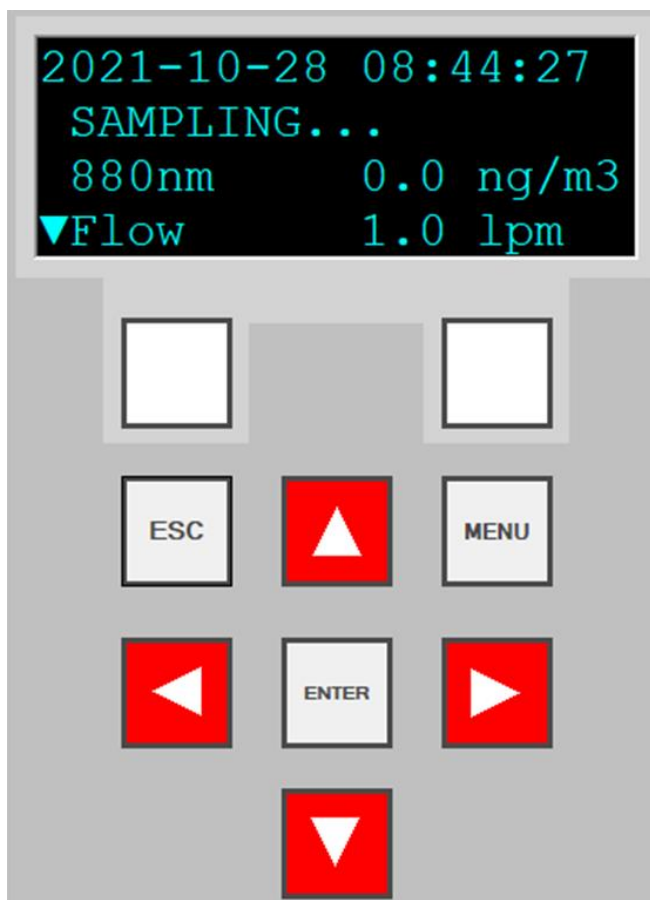 2021-10-28 08:44:27
SAMPLING...
880nm 0.0 ng/m3
▼Flow 1.0 lpm
ESC
MENU
ENTER